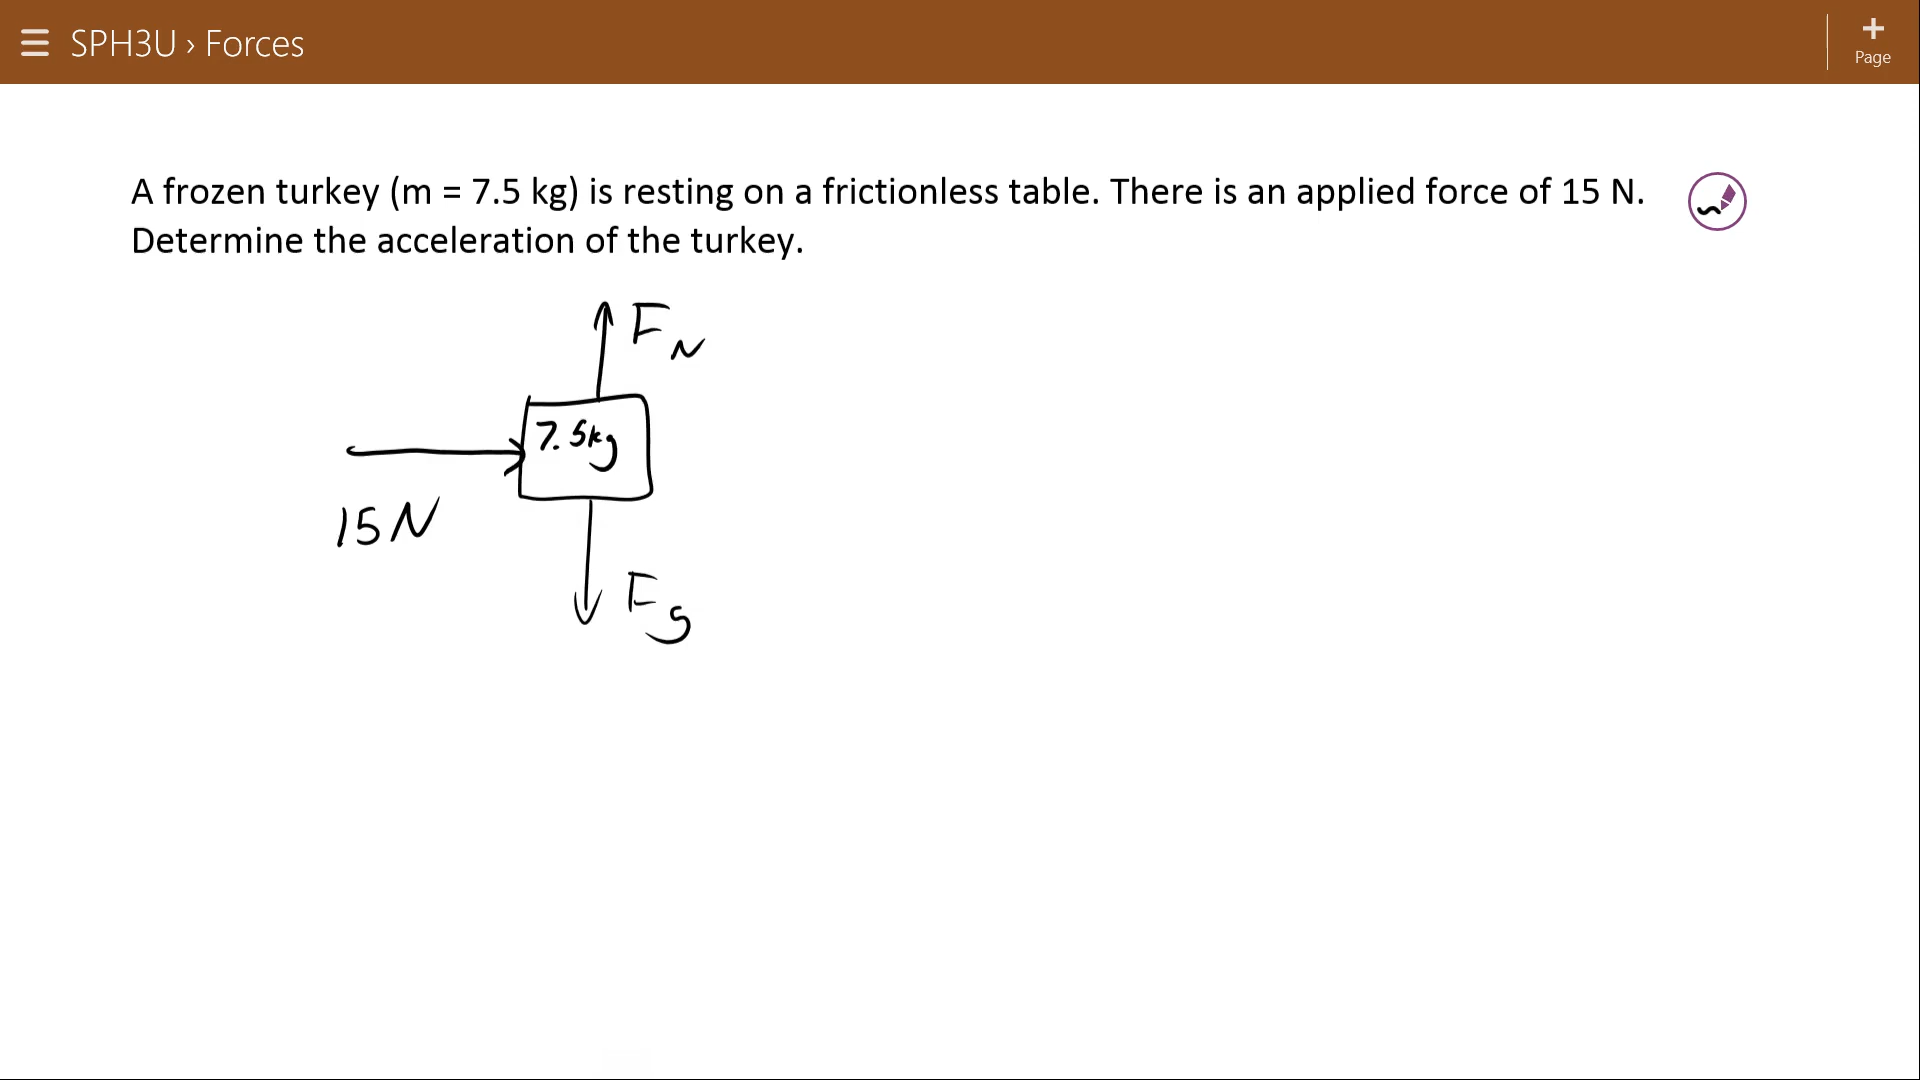 SPH3U › Forces
Page
A frozen turkey (m = 7.5 kg) is resting on a frictionless table. There is an applied force of 15 N.
Determine the acceleration of the turkey.
FN
7.5kg
15N
Fg